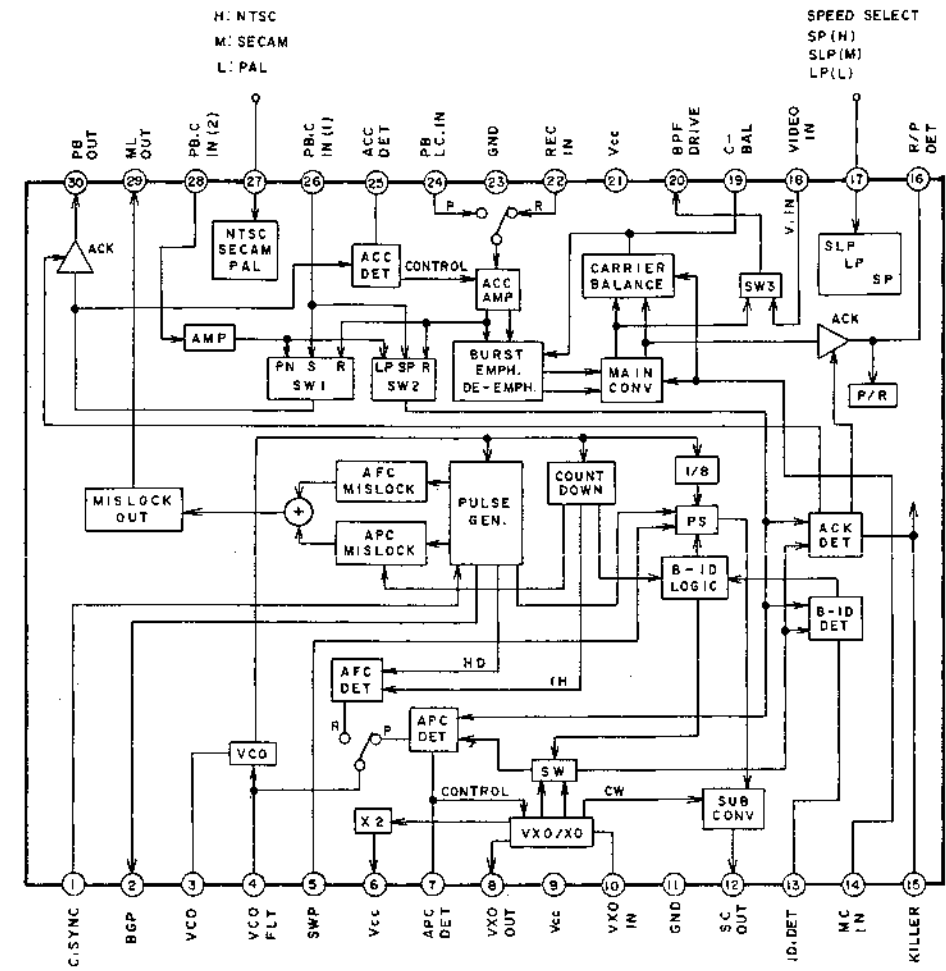 H: NTSC
M: SECAM
L: PAL
SPEED SELECT
SP(H)
SLP(M)
LP(L)
PB OUT
ML OUT
PB.C IN(2)
PB.C IN(1)
ACC DET
PB LC.IN
GND
REC IN
Vcc
BPF DRIVE
C-BAL
VIDEO IN
R/P DET
30
29
28
27
26
25
24
23
22
21
20
19
18
17
16
P
R
V. IN
ACK
NTSC
SECAM
PAL
ACC
DET
CONTROL
ACC
AMP
CARRIER
BALANCE
SW3
SLP
LP
SP
ACK
AMP
PN S R
SW1
LP SP R
SW2
BURST
EMPH.
DE-EMPH.
MAIN
CONV
P/R
MISLOCK
OUT
+
AFC
MISLOCK
APC
MISLOCK
PULSE
GEN.
COUNT
DOWN
1/8
PS
B-ID
LOGIC
ACK
DET
B-ID
DET
HD
fH
AFC
DET
R
P
APC
DET
VCO
SW
CONTROL
CW
X2
VXO/XO
SUB
CONV
1
2
3
4
5
6
7
8
9
10
11
12
13
14
15
C.SYNC
BGP
VCO
VCO FLT
SWP
Vcc
APC DET
VXO OUT
Vcc
VXO IN
GND
SC OUT
ID.DET
MC IN
KILLER